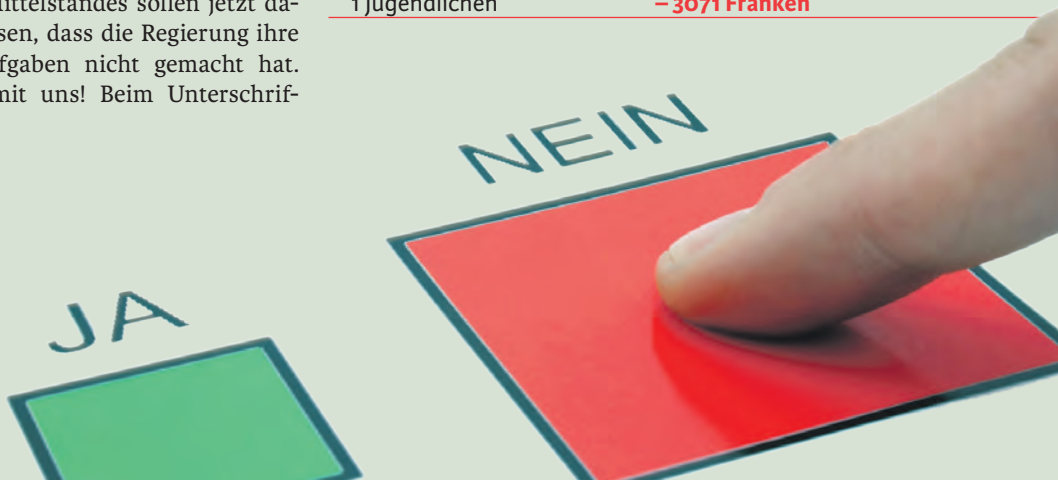 ittelstandes sollen jetzt da-
sen, dass die Regierung ihre
fgaben nicht gemacht hat.
mit uns! Beim Unterschrif-
1 Jugendlichen – 3071 Franken
NEIN
JA